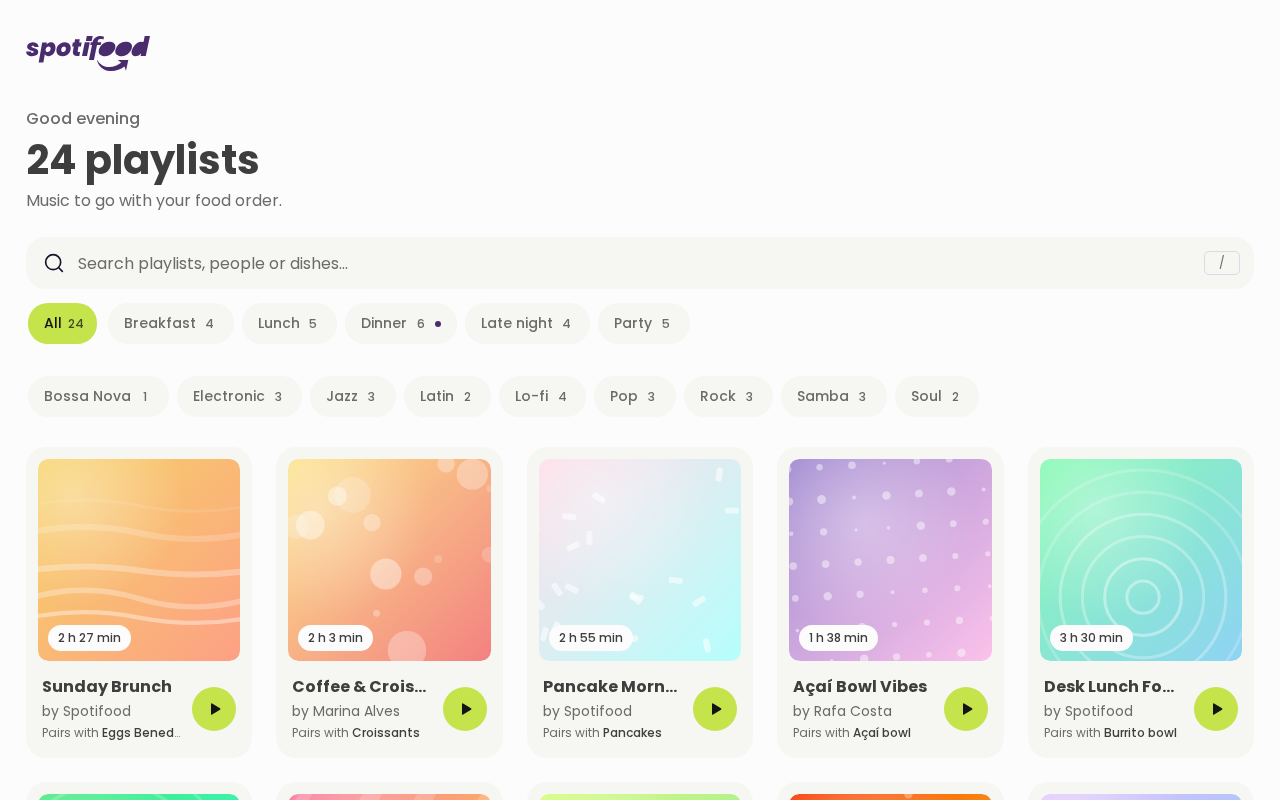 spotifood
Good evening
24 playlists
Music to go with your food order.
Search playlists, people or dishes... /
All 24 Breakfast 4 Lunch 5 Dinner 6 Late night 4 Party 5
Bossa Nova 1 Electronic 3 Jazz 3 Latin 2 Lo-fi 4 Pop 3 Rock 3 Samba 3 Soul 2
2 h 27 min 2 h 3 min 2 h 55 min 1 h 38 min 3 h 30 min
Sunday Brunch Coffee & Crois... Pancake Morn... Açaí Bowl Vibes Desk Lunch Fo...
by Spotifood by Marina Alves by Spotifood by Rafa Costa by Spotifood
Pairs with Eggs Bened... Pairs with Croissants Pairs with Pancakes Pairs with Açaí bowl Pairs with Burrito bowl